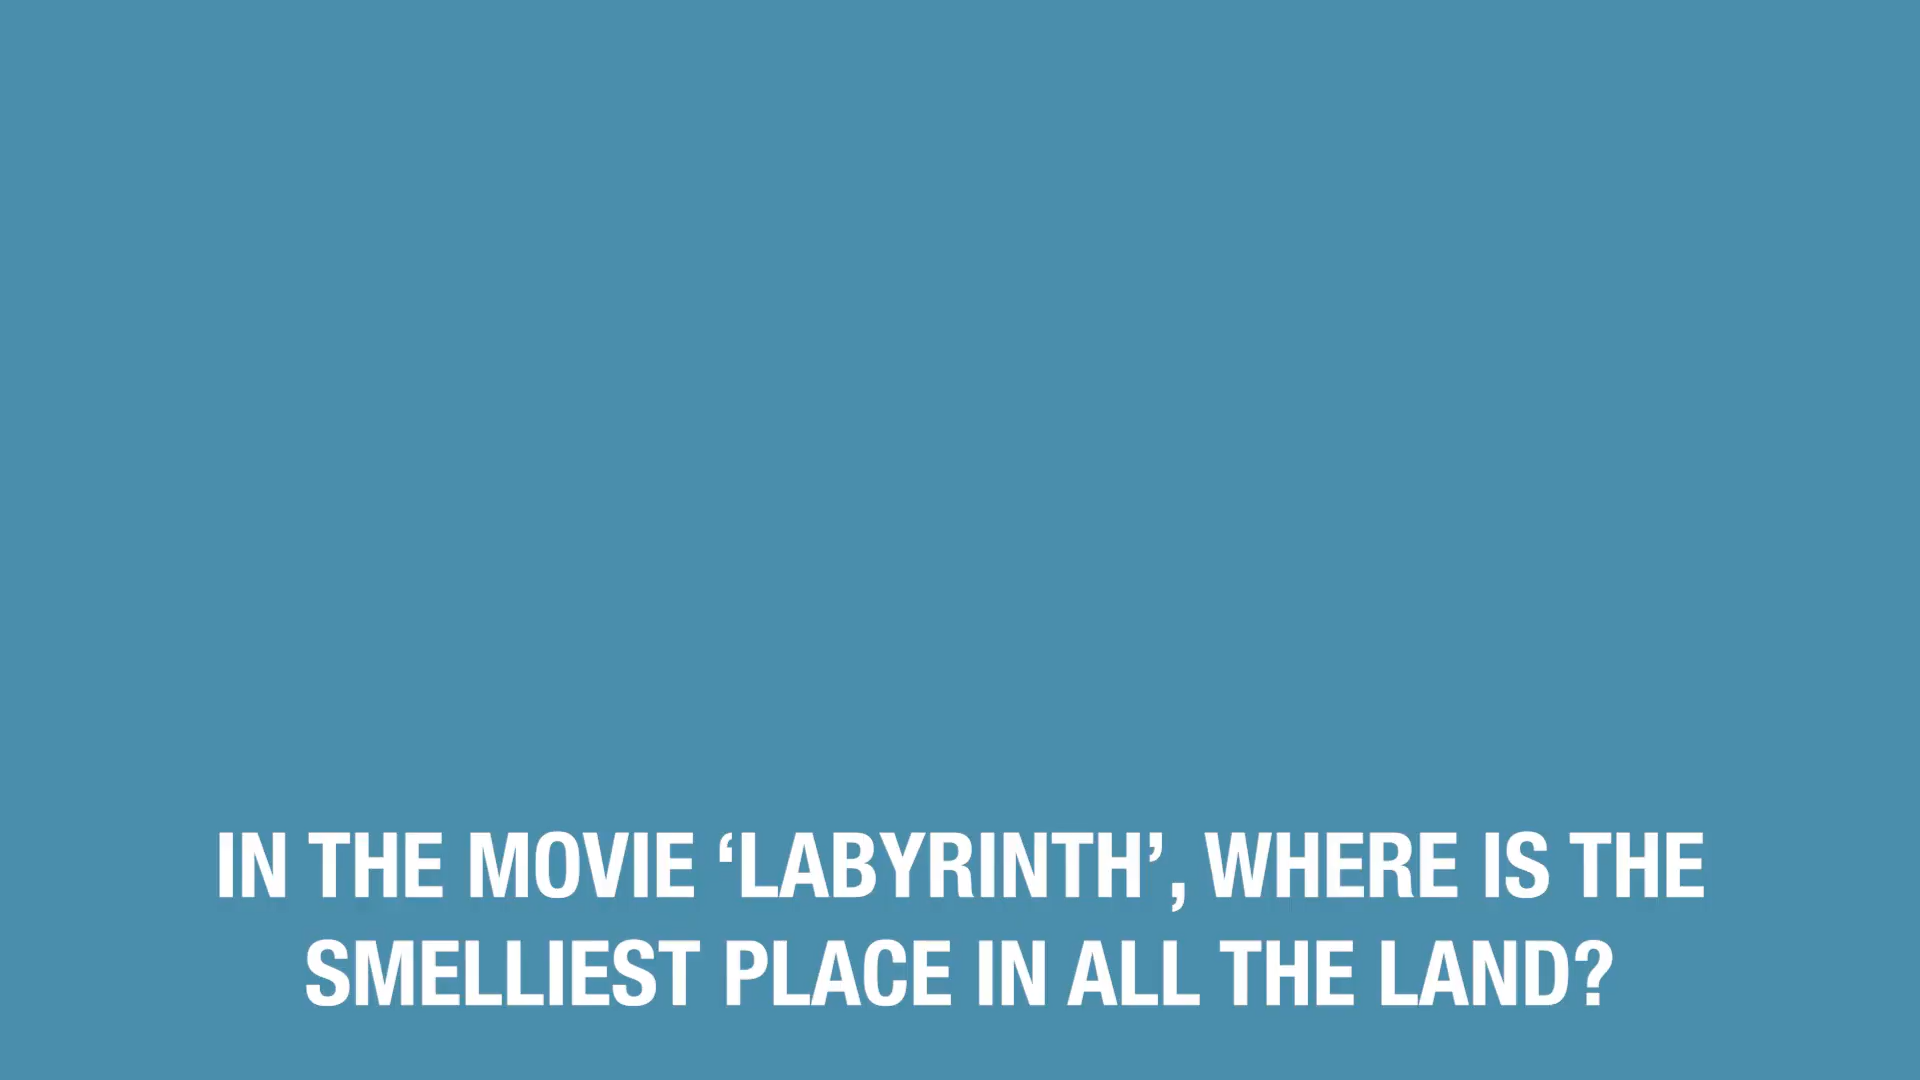 IN THE MOVIE ‘LABYRINTH’, WHERE IS THE
SMELLIEST PLACE IN ALL THE LAND?